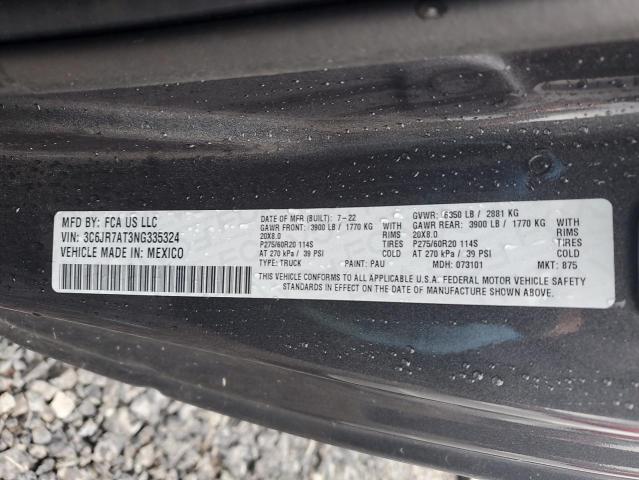 MFD BY: FCA US LLC
VIN: 3C6JR7AT3NG335324
VEHICLE MADE IN: MEXICO
DATE OF MFR (BUILT): 7-22 GVWR: 6350 LB / 2881 KG
GAWR FRONT: 3900 LB / 1770 KG WITH GAWR REAR: 3900 LB / 1770 KG WITH
20X8.0 RIMS 20X8.0 RIMS
P275/60R20 114S P275/60R20 114S
AT 270 kPa / 39 PSI COLD AT 270 kPa / 39 PSI COLD
TYPE: TRUCK PAINT: PAU MDH: 073101 MKT: 875
THIS VEHICLE CONFORMS TO ALL APPLICABLE U.S.A. FEDERAL MOTOR VEHICLE SAFETY
STANDARDS IN EFFECT ON THE DATE OF MANUFACTURE SHOWN ABOVE.